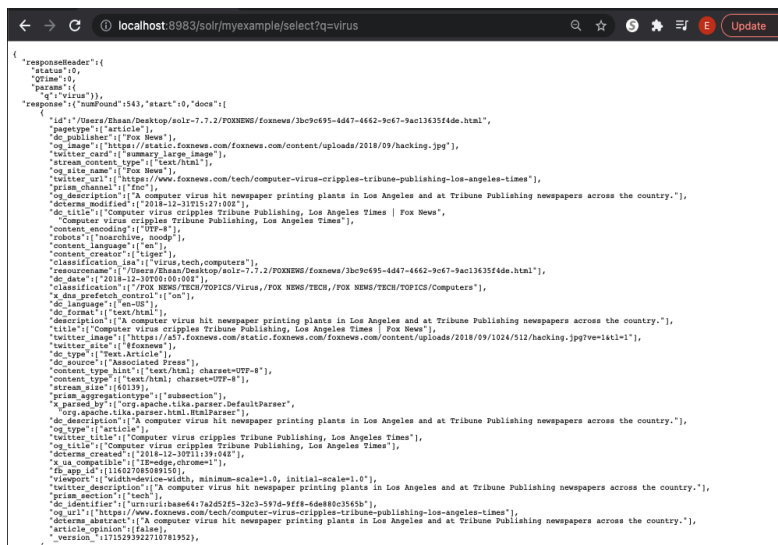 localhost:8983/solr/myexample/select?q=virus
E
Update
{
"responseHeader":{
"status":0,
"QTime":0,
"params":{
"q":"virus"}},
"response":{"numFound":543,"start":0,"docs":[
{
"id":"/Users/Ehsan/Desktop/solr-7.7.2/FOXNEWS/foxnews/3bc9c695-4d47-4662-9c67-9ac13635f4de.html",
"pagetype":["article"],
"dc_publisher":["Fox News"],
"og_image":["https://static.foxnews.com/foxnews.com/content/uploads/2018/09/hacking.jpg"],
"twitter_card":["summary_large_image"],
"stream_content_type":["text/html"],
"og_site_name":["Fox News"],
"twitter_url":["https://www.foxnews.com/tech/computer-virus-cripples-tribune-publishing-los-angeles-times"],
"prism_channel":["fnc"],
"og_description":["A computer virus hit newspaper printing plants in Los Angeles and at Tribune Publishing newspapers across the country."],
"dcterms_modified":["2018-12-31T15:27:00Z"],
"dc_title":["Computer virus cripples Tribune Publishing, Los Angeles Times | Fox News",
"Computer virus cripples Tribune Publishing, Los Angeles Times"],
"content_encoding":["UTF-8"],
"robots":["noarchive, noodp"],
"content_language":["en"],
"content_creator":["tiger"],
"classification_isa":["virus,tech,computers"],
"resourcename":["/Users/Ehsan/Desktop/solr-7.7.2/FOXNEWS/foxnews/3bc9c695-4d47-4662-9c67-9ac13635f4de.html"],
"dc_date":["2018-12-30T00:00:00Z"],
"classification":["/FOX NEWS/TECH/TOPICS/Virus,/FOX NEWS/TECH,/FOX NEWS/TECH/TOPICS/Computers"],
"x_dns_prefetch_control":["on"],
"dc_language":["en-US"],
"dc_format":["text/html"],
"description":["A computer virus hit newspaper printing plants in Los Angeles and at Tribune Publishing newspapers across the country."],
"title":["Computer virus cripples Tribune Publishing, Los Angeles Times | Fox News"],
"twitter_image":["https://a57.foxnews.com/static.foxnews.com/foxnews.com/content/uploads/2018/09/1024/512/hacking.jpg?ve=1&tl=1"],
"twitter_site":["@foxnews"],
"dc_type":["Text.Article"],
"dc_source":["Associated Press"],
"content_type_hint":["text/html; charset=UTF-8"],
"content_type":["text/html; charset=UTF-8"],
"stream_size":[60139],
"prism_aggregationtype":["subsection"],
"x_parsed_by":["org.apache.tika.parser.DefaultParser",
"org.apache.tika.parser.html.HtmlParser"],
"dc_description":["A computer virus hit newspaper printing plants in Los Angeles and at Tribune Publishing newspapers across the country."],
"og_type":["article"],
"twitter_title":["Computer virus cripples Tribune Publishing, Los Angeles Times"],
"og_title":["Computer virus cripples Tribune Publishing, Los Angeles Times"],
"dcterms_created":["2018-12-30T11:39:04Z"],
"x_ua_compatible":["IE=edge,chrome=1"],
"fb_app_id":[116027085089150],
"viewport":["width=device-width, minimum-scale=1.0, initial-scale=1.0"],
"twitter_description":["A computer virus hit newspaper printing plants in Los Angeles and at Tribune Publishing newspapers across the country."],
"prism_section":["tech"],
"dc_identifier":["urn:uri:base64:7a2d52f5-32c3-597d-9ff8-6de880c3565b"],
"og_url":["https://www.foxnews.com/tech/computer-virus-cripples-tribune-publishing-los-angeles-times"],
"dcterms_abstract":["A computer virus hit newspaper printing plants in Los Angeles and at Tribune Publishing newspapers across the country."],
"article_opinion":[false],
"_version_":1715293922710781952},
{